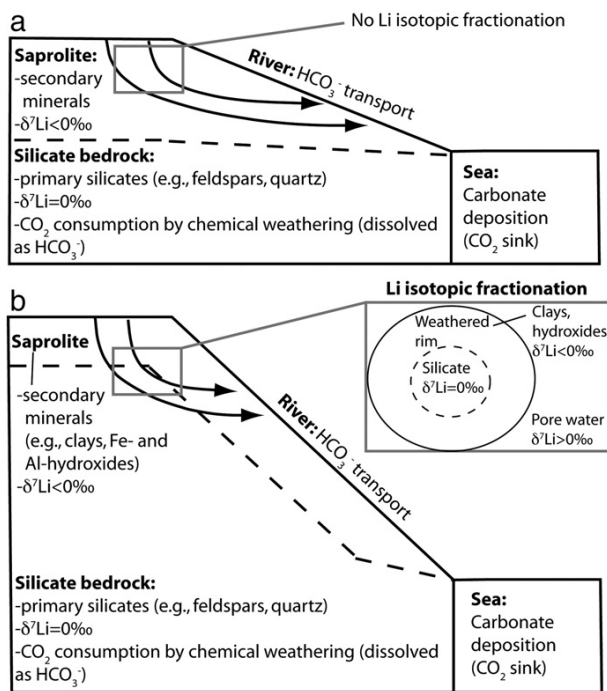 a
No Li isotopic fractionation
Saprolite:
-secondary
minerals
-δ⁷Li<0‰
River: HCO₃⁻ transport
Silicate bedrock:
-primary silicates (e.g., feldspars, quartz)
-δ⁷Li=0‰
-CO₂ consumption by chemical weathering (dissolved
as HCO₃⁻)
Sea:
Carbonate
deposition
(CO₂ sink)
b
Li isotopic fractionation
Saprolite
-secondary
minerals
(e.g., clays, Fe- and
Al-hydroxides)
-δ⁷Li<0‰
Weathered
rim
Silicate
δ⁷Li=0‰
Clays,
hydroxides
δ⁷Li<0‰
Pore water
δ⁷Li>0‰
River: HCO₃⁻ transport
Silicate bedrock:
-primary silicates (e.g., feldspars, quartz)
-δ⁷Li=0‰
-CO₂ consumption by chemical weathering (dissolved
as HCO₃⁻)
Sea:
Carbonate
deposition
(CO₂ sink)